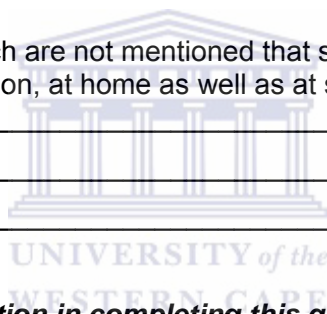 ch are not mentioned that s
on, at home as well as at s
UNIVERSITY of the
WESTERN CAPE
tion in completing this q